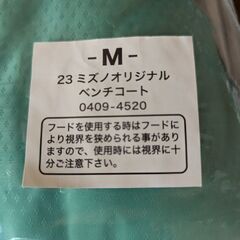 -M-
23ミズノオリジナル
ベンチコート
0409-4520
フードを使用する時はフードに
より視界を狭められる事があり
ますので、使用時には視界に十
分ご注意下さい。